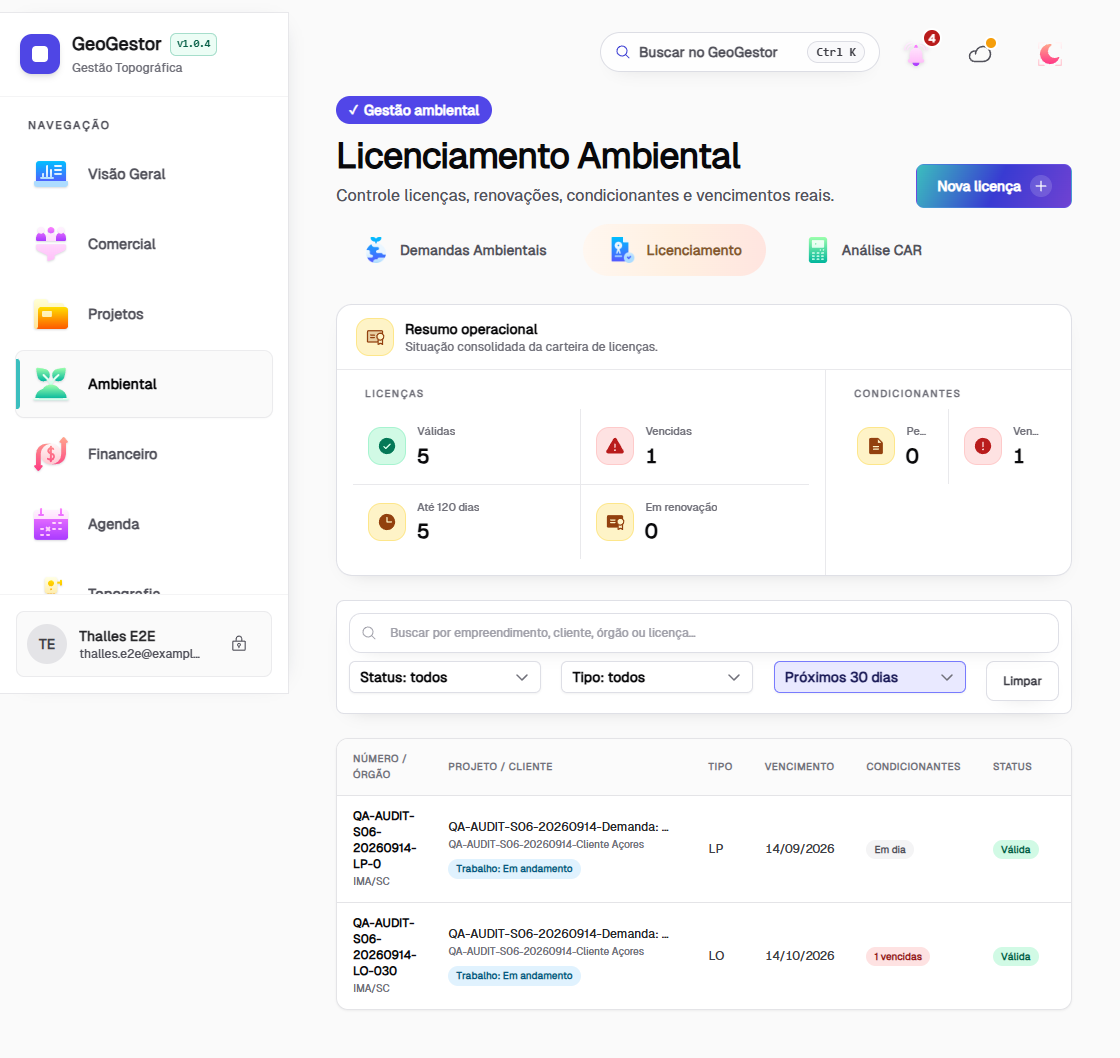 GeoGestor v1.0.4
Gestão Topográfica
Buscar no GeoGestor Ctrl K
4
NAVEGAÇÃO
Visão Geral
Comercial
Projetos
Ambiental
Financeiro
Agenda
Topografia
TE
Thalles E2E
thalles.e2e@exampl...
✓ Gestão ambiental
Licenciamento Ambiental
Controle licenças, renovações, condicionantes e vencimentos reais.
Nova licença +
Demandas Ambientais
Licenciamento
Análise CAR
Resumo operacional
Situação consolidada da carteira de licenças.
LICENÇAS
Válidas
5
Vencidas
1
Até 120 dias
5
Em renovação
0
CONDICIONANTES
Pe...
0
Ven...
1
Buscar por empreendimento, cliente, órgão ou licença...
Status: todos
Tipo: todos
Próximos 30 dias
Limpar
NÚMERO /
ÓRGÃO
PROJETO / CLIENTE
TIPO
VENCIMENTO
CONDICIONANTES
STATUS
QA-AUDIT-
S06-
20260914-
LP-0
IMA/SC
QA-AUDIT-S06-20260914-Demanda: ...
QA-AUDIT-S06-20260914-Cliente Açores
Trabalho: Em andamento
LP
14/09/2026
Em dia
Válida
QA-AUDIT-
S06-
20260914-
LO-030
IMA/SC
QA-AUDIT-S06-20260914-Demanda: ...
QA-AUDIT-S06-20260914-Cliente Açores
Trabalho: Em andamento
LO
14/10/2026
1 vencidas
Válida